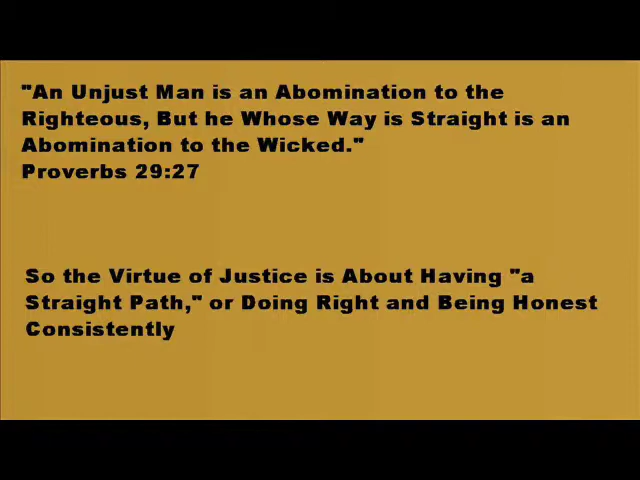 "An Unjust Man is an Abomination to the
Righteous, But he Whose Way is Straight is an
Abomination to the Wicked."
Proverbs 29:27
So the Virtue of Justice is About Having "a
Straight Path," or Doing Right and Being Honest
Consistently